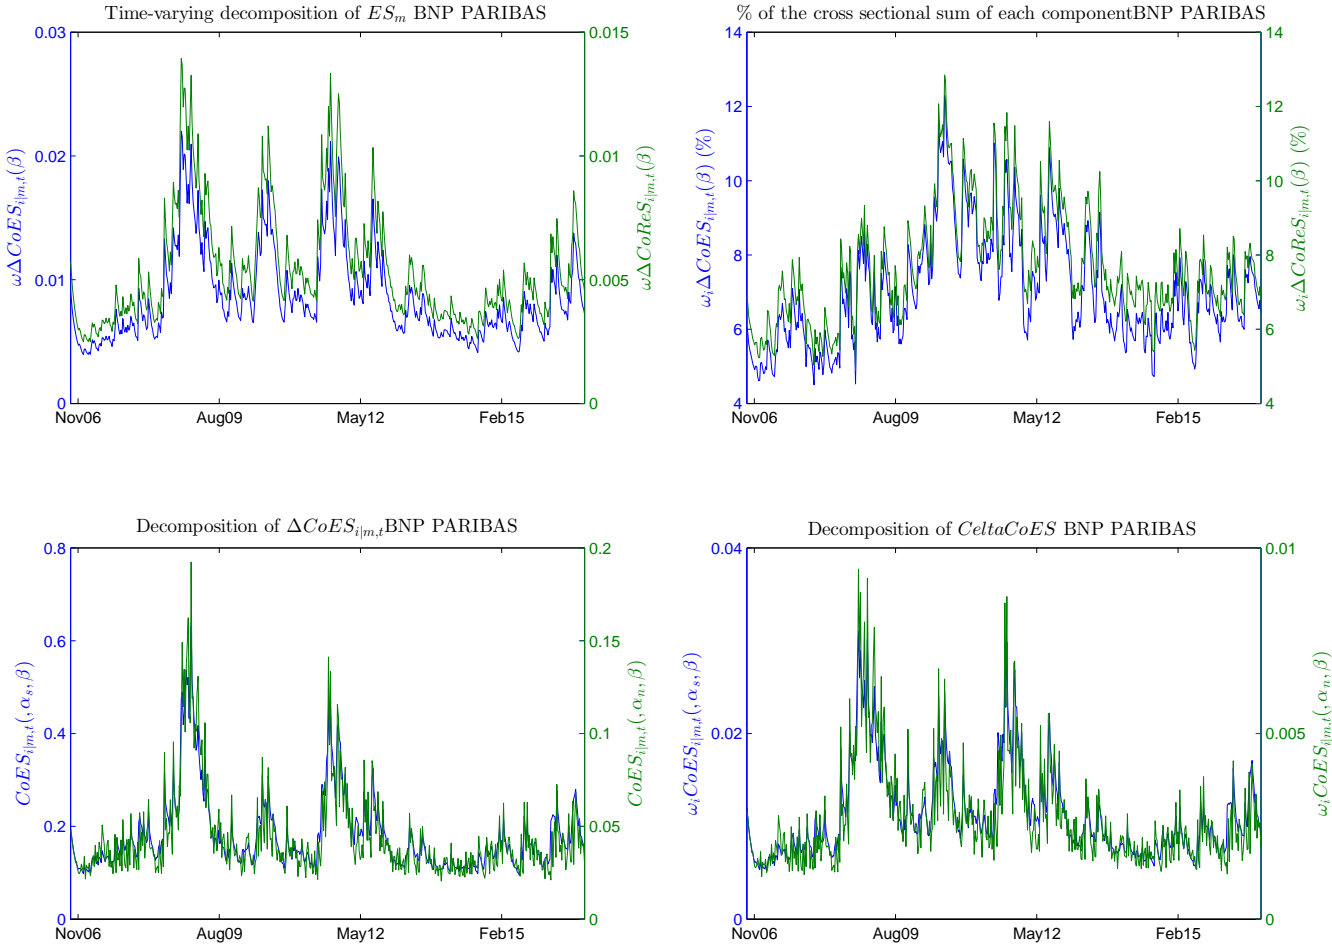 Time-varying decomposition of ES_m BNP PARIBAS
0.03
0.02
0.01
0
ωΔCoES_{i|m,t}(β)
0.015
0.01
0.005
0
ωΔCoReS_{i|m,t}(β)
Nov06 Aug09 May12 Feb15
% of the cross sectional sum of each componentBNP PARIBAS
14
12
10
8
6
4
ω_iΔCoES_{i|m,t}(β) (%)
14
12
10
8
6
4
ω_iΔCoReS_{i|m,t}(β) (%)
Nov06 Aug09 May12 Feb15
Decomposition of ΔCoES_{i|m,t}BNP PARIBAS
0.8
0.6
0.4
0.2
0
CoES_{i|m,t}(, α_s, β)
0.2
0.15
0.1
0.05
0
CoES_{i|m,t}(, α_n, β)
Nov06 Aug09 May12 Feb15
Decomposition of CeltaCoES BNP PARIBAS
0.04
0.02
0
ω_iCoES_{i|m,t}(, α_s, β)
0.01
0.005
0
ω_iCoES_{i|m,t}(, α_n, β)
Nov06 Aug09 May12 Feb15